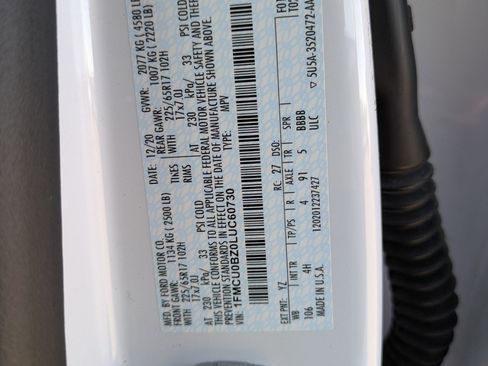 MFD. BY FORD MOTOR CO.
DATE: 12/20
GVWR: 2077 KG ( 4580 LB
FRONT GAWR: 1134 KG ( 2500 LB)
REAR GAWR: 1007 KG ( 2220 LB)
WITH 225/65R17 102H TIRES
WITH 225/65R17 102H
17x7.0J RIMS
17x7.0J
AT 230 kPa/ 33 PSI COLD
AT 230 kPa/ 33 PSI COLD
THIS VEHICLE CONFORMS TO ALL APPLICABLE FEDERAL MOTOR VEHICLE SAFETY AND THEFT
PREVENTION STANDARDS IN EFFECT ON THE DATE OF MANUFACTURE SHOWN ABOVE.
VIN: 1FMCU0BZ0LUC60730
TYPE: MPV
EXT PNT: YZ
RC: 27 DSO:
WB INT TR TP/PS R AXLE TR SPR
106 4H 4 91 5 BBBB
MADE IN U.S.A. ULC
120201223​7427
▽ 5U5A-3520472-AA